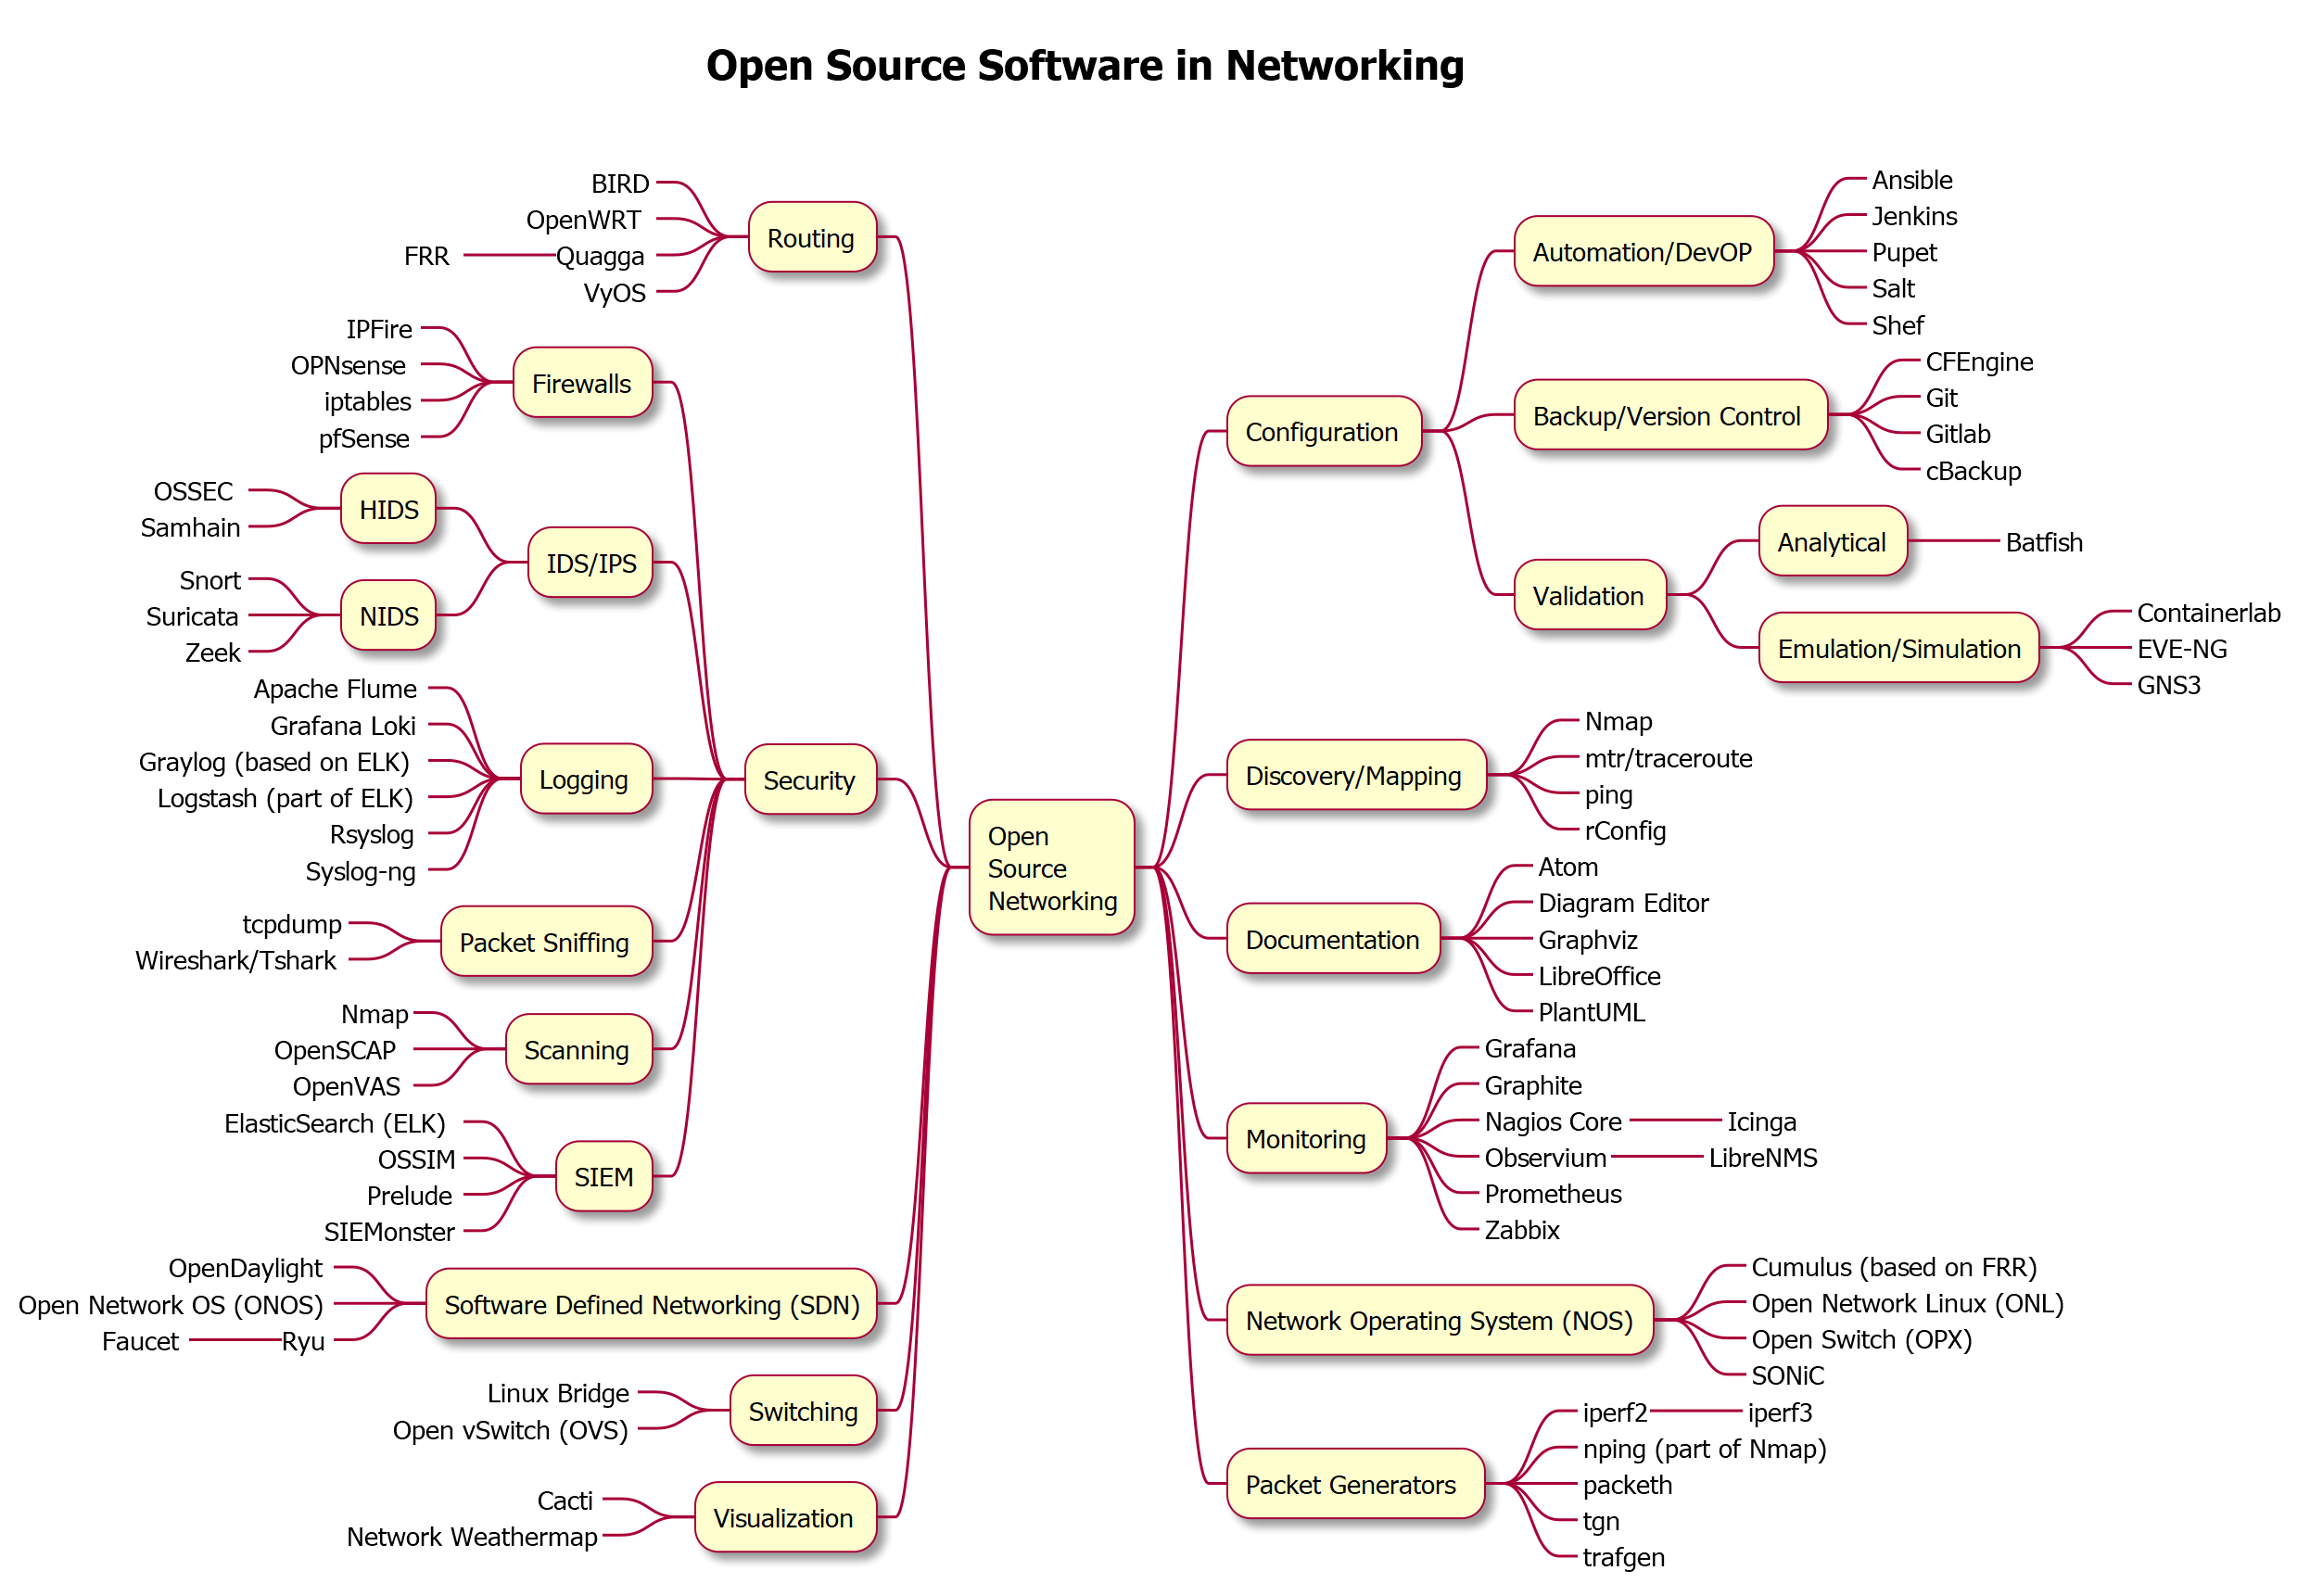 Open Source Software in Networking
BIRD
OpenWRT
FRR
Quagga
VyOS
Routing
IPFire
OPNsense
iptables
pfSense
Firewalls
OSSEC
Samhain
HIDS
Snort
Suricata
Zeek
NIDS
IDS/IPS
Apache Flume
Grafana Loki
Graylog (based on ELK)
Logstash (part of ELK)
Rsyslog
Syslog-ng
Logging
Security
tcpdump
Wireshark/Tshark
Packet Sniffing
Nmap
OpenSCAP
OpenVAS
Scanning
ElasticSearch (ELK)
OSSIM
Prelude
SIEMonster
SIEM
OpenDaylight
Open Network OS (ONOS)
Faucet
Ryu
Software Defined Networking (SDN)
Linux Bridge
Open vSwitch (OVS)
Switching
Cacti
Network Weathermap
Visualization
Open
Source
Networking
Configuration
Automation/DevOP
Ansible
Jenkins
Pupet
Salt
Shef
Backup/Version Control
CFEngine
Git
Gitlab
cBackup
Validation
Analytical
Batfish
Emulation/Simulation
Containerlab
EVE-NG
GNS3
Discovery/Mapping
Nmap
mtr/traceroute
ping
rConfig
Documentation
Atom
Diagram Editor
Graphviz
LibreOffice
PlantUML
Monitoring
Grafana
Graphite
Nagios Core
Icinga
Observium
LibreNMS
Prometheus
Zabbix
Network Operating System (NOS)
Cumulus (based on FRR)
Open Network Linux (ONL)
Open Switch (OPX)
SONiC
Packet Generators
iperf2
iperf3
nping (part of Nmap)
packeth
tgn
trafgen